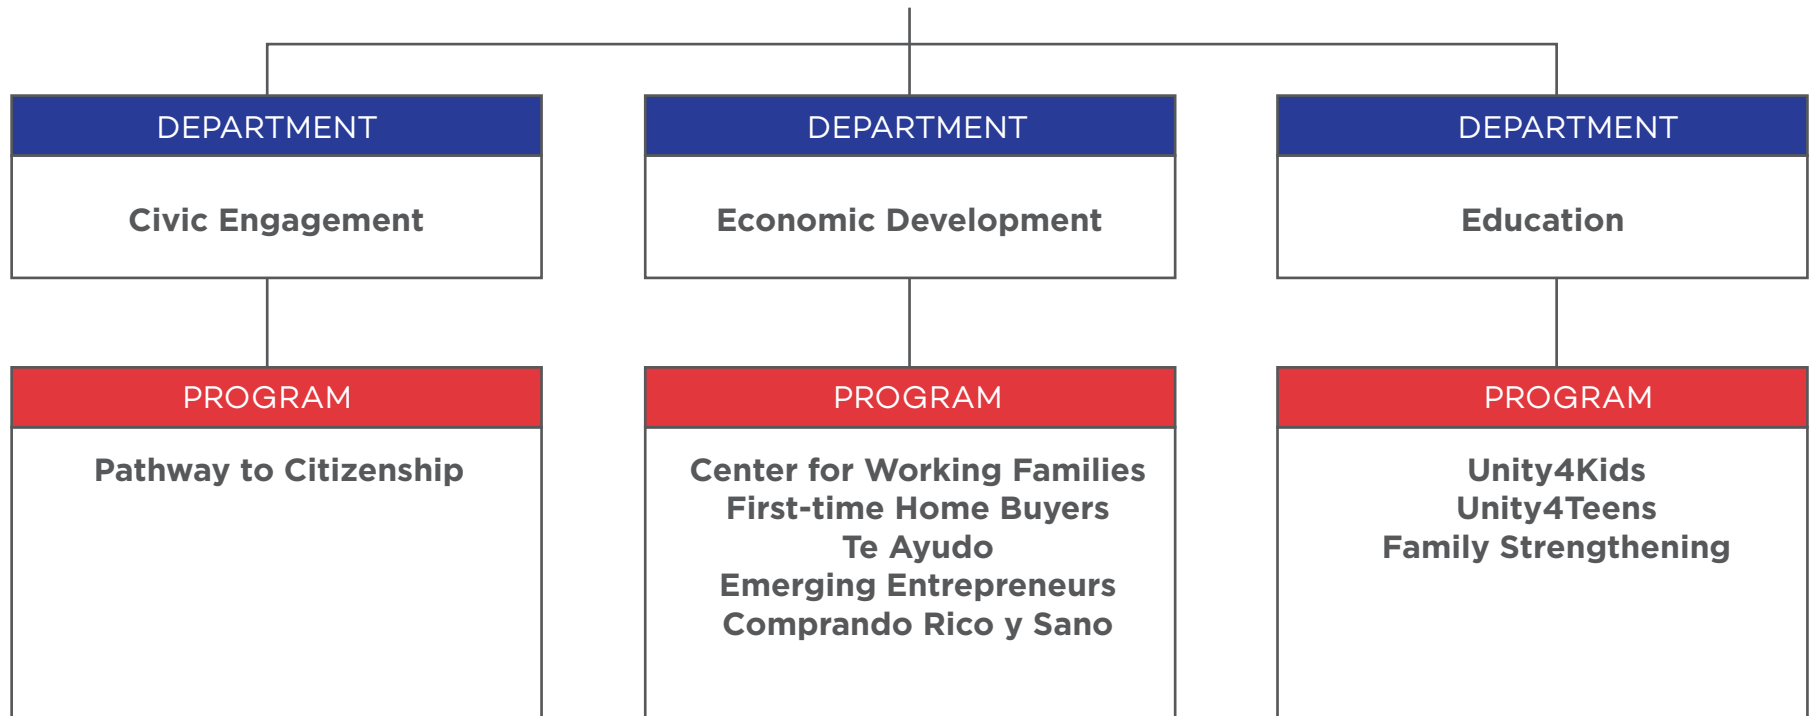 DEPARTMENT
Civic Engagement
PROGRAM
Pathway to Citizenship
DEPARTMENT
Economic Development
PROGRAM
Center for Working Families
First-time Home Buyers
Te Ayudo
Emerging Entrepreneurs
Comprando Rico y Sano
DEPARTMENT
Education
PROGRAM
Unity4Kids
Unity4Teens
Family Strengthening